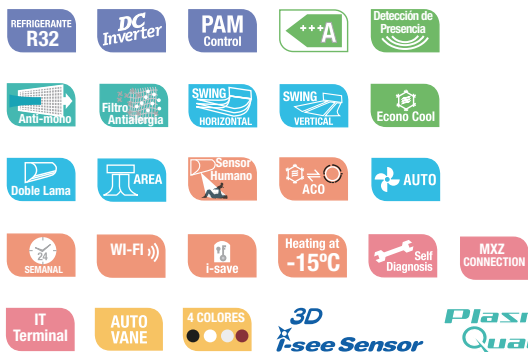 REFRIGERANTE
R32
DC
Inverter
PAM
Control
+++A
Detección de
Presencia
Anti-moho
Filtro
Antialergia
SWING
HORIZONTAL
SWING
VERTICAL
Econo Cool
Doble Lama
AREA
Sensor
Humano
ACO
AUTO
24
SEMANAL
WI-FI
i-save
Heating at
-15ºC
Self
Diagnosis
MXZ
CONNECTION
IT
Terminal
AUTO
VANE
4 COLORES
3D
i-see Sensor